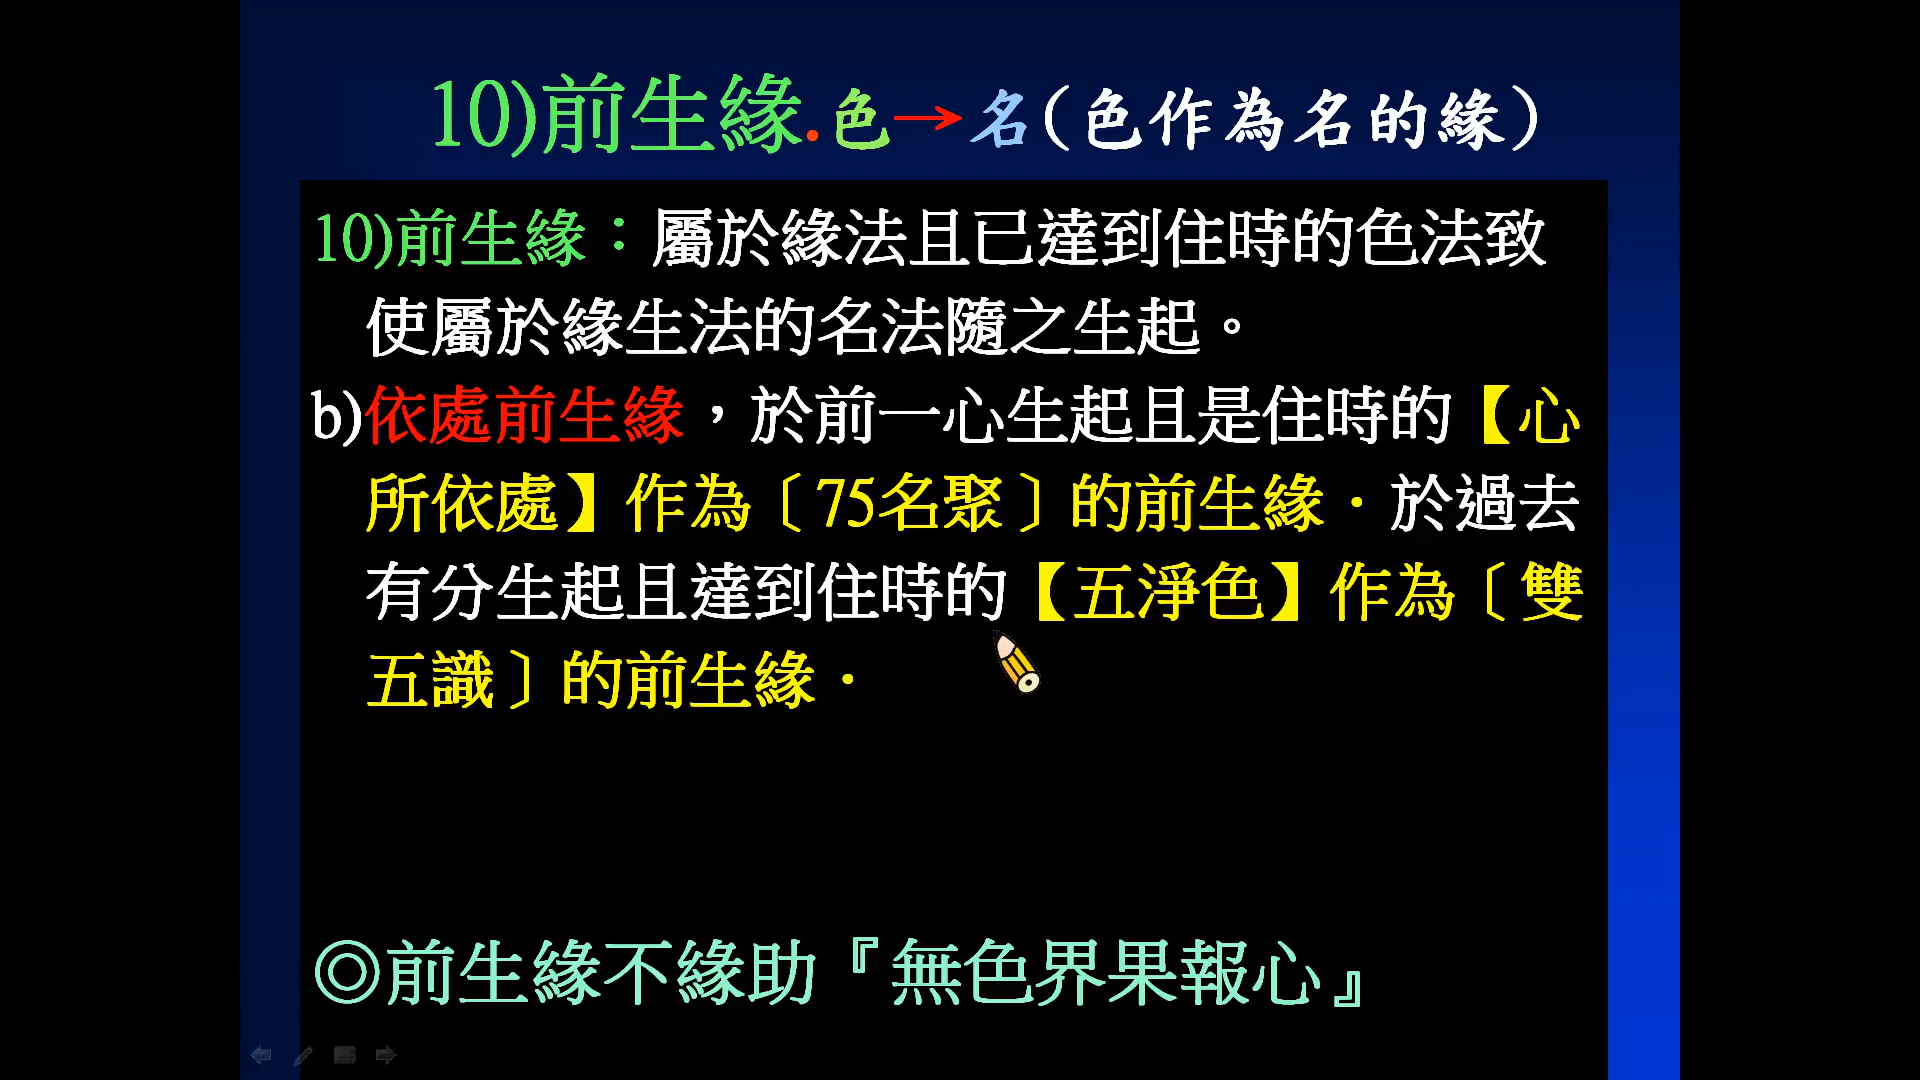 10)前生緣.色→名(色作為名的緣)
10)前生緣：屬於緣法且已達到住時的色法致
使屬於緣生法的名法隨之生起。
b)依處前生緣，於前一心生起且是住時的【心
所依處】作為〔75名聚〕的前生緣．於過去
有分生起且達到住時的【五淨色】作為〔雙
五識〕的前生緣．
◎前生緣不緣助『無色界果報心』